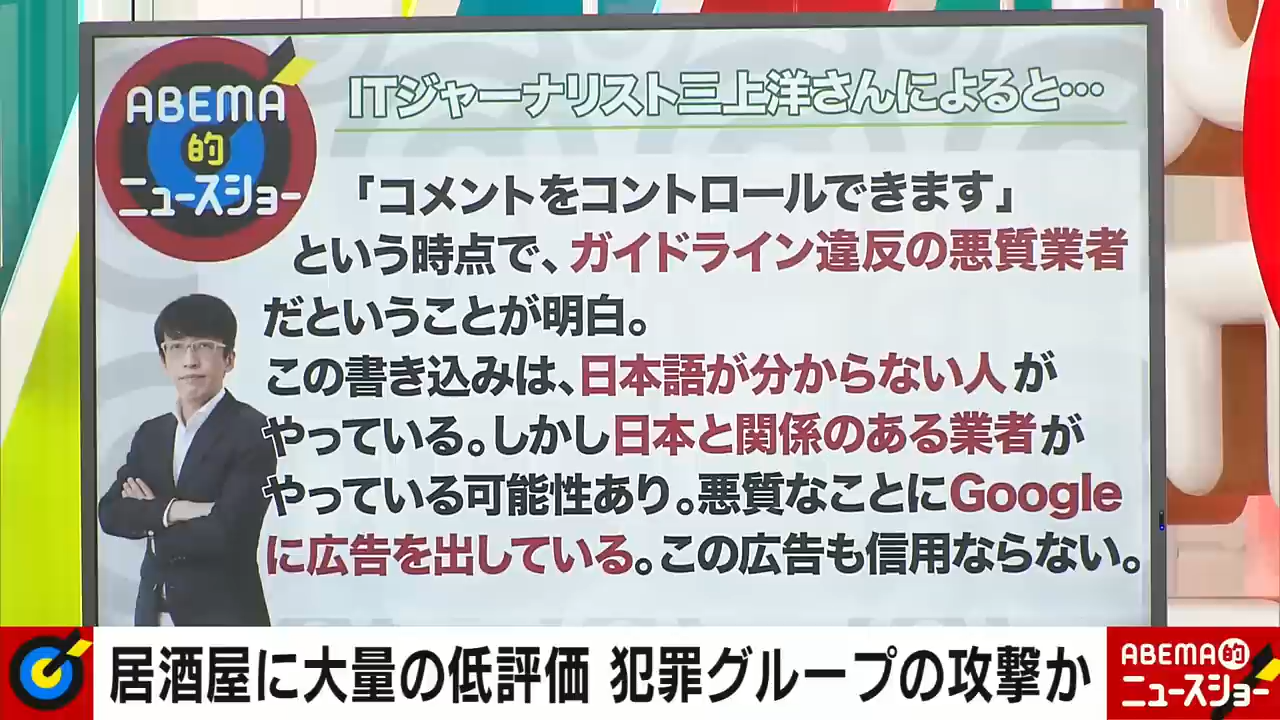 ABEMA
的
ニュースショー
ITジャーナリスト三上洋さんによると…
「コメントをコントロールできます」
という時点で、ガイドライン違反の悪質業者
だということが明白。
この書き込みは、日本語が分からない人が
やっている。しかし日本と関係のある業者が
やっている可能性あり。悪質なことにGoogle
に広告を出している。この広告も信用ならない。
居酒屋に大量の低評価 犯罪グループの攻撃か
ABEMA的
ニュースショー